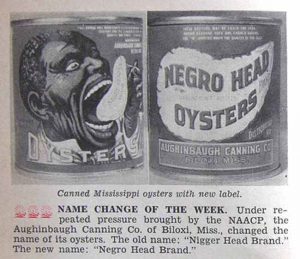 OYSTERS
NEGRO HEAD
OYSTERS
AUGHINBAUGH CANNING CO.
BILOXI, MISS.
Canned Mississippi oysters with new label.
NAME CHANGE OF THE WEEK. Under re-
peated pressure brought by the NAACP, the
Aughinbaugh Canning Co. of Biloxi, Miss., changed the
name of its oysters. The old name: "Nigger Head Brand."
The new name: "Negro Head Brand."